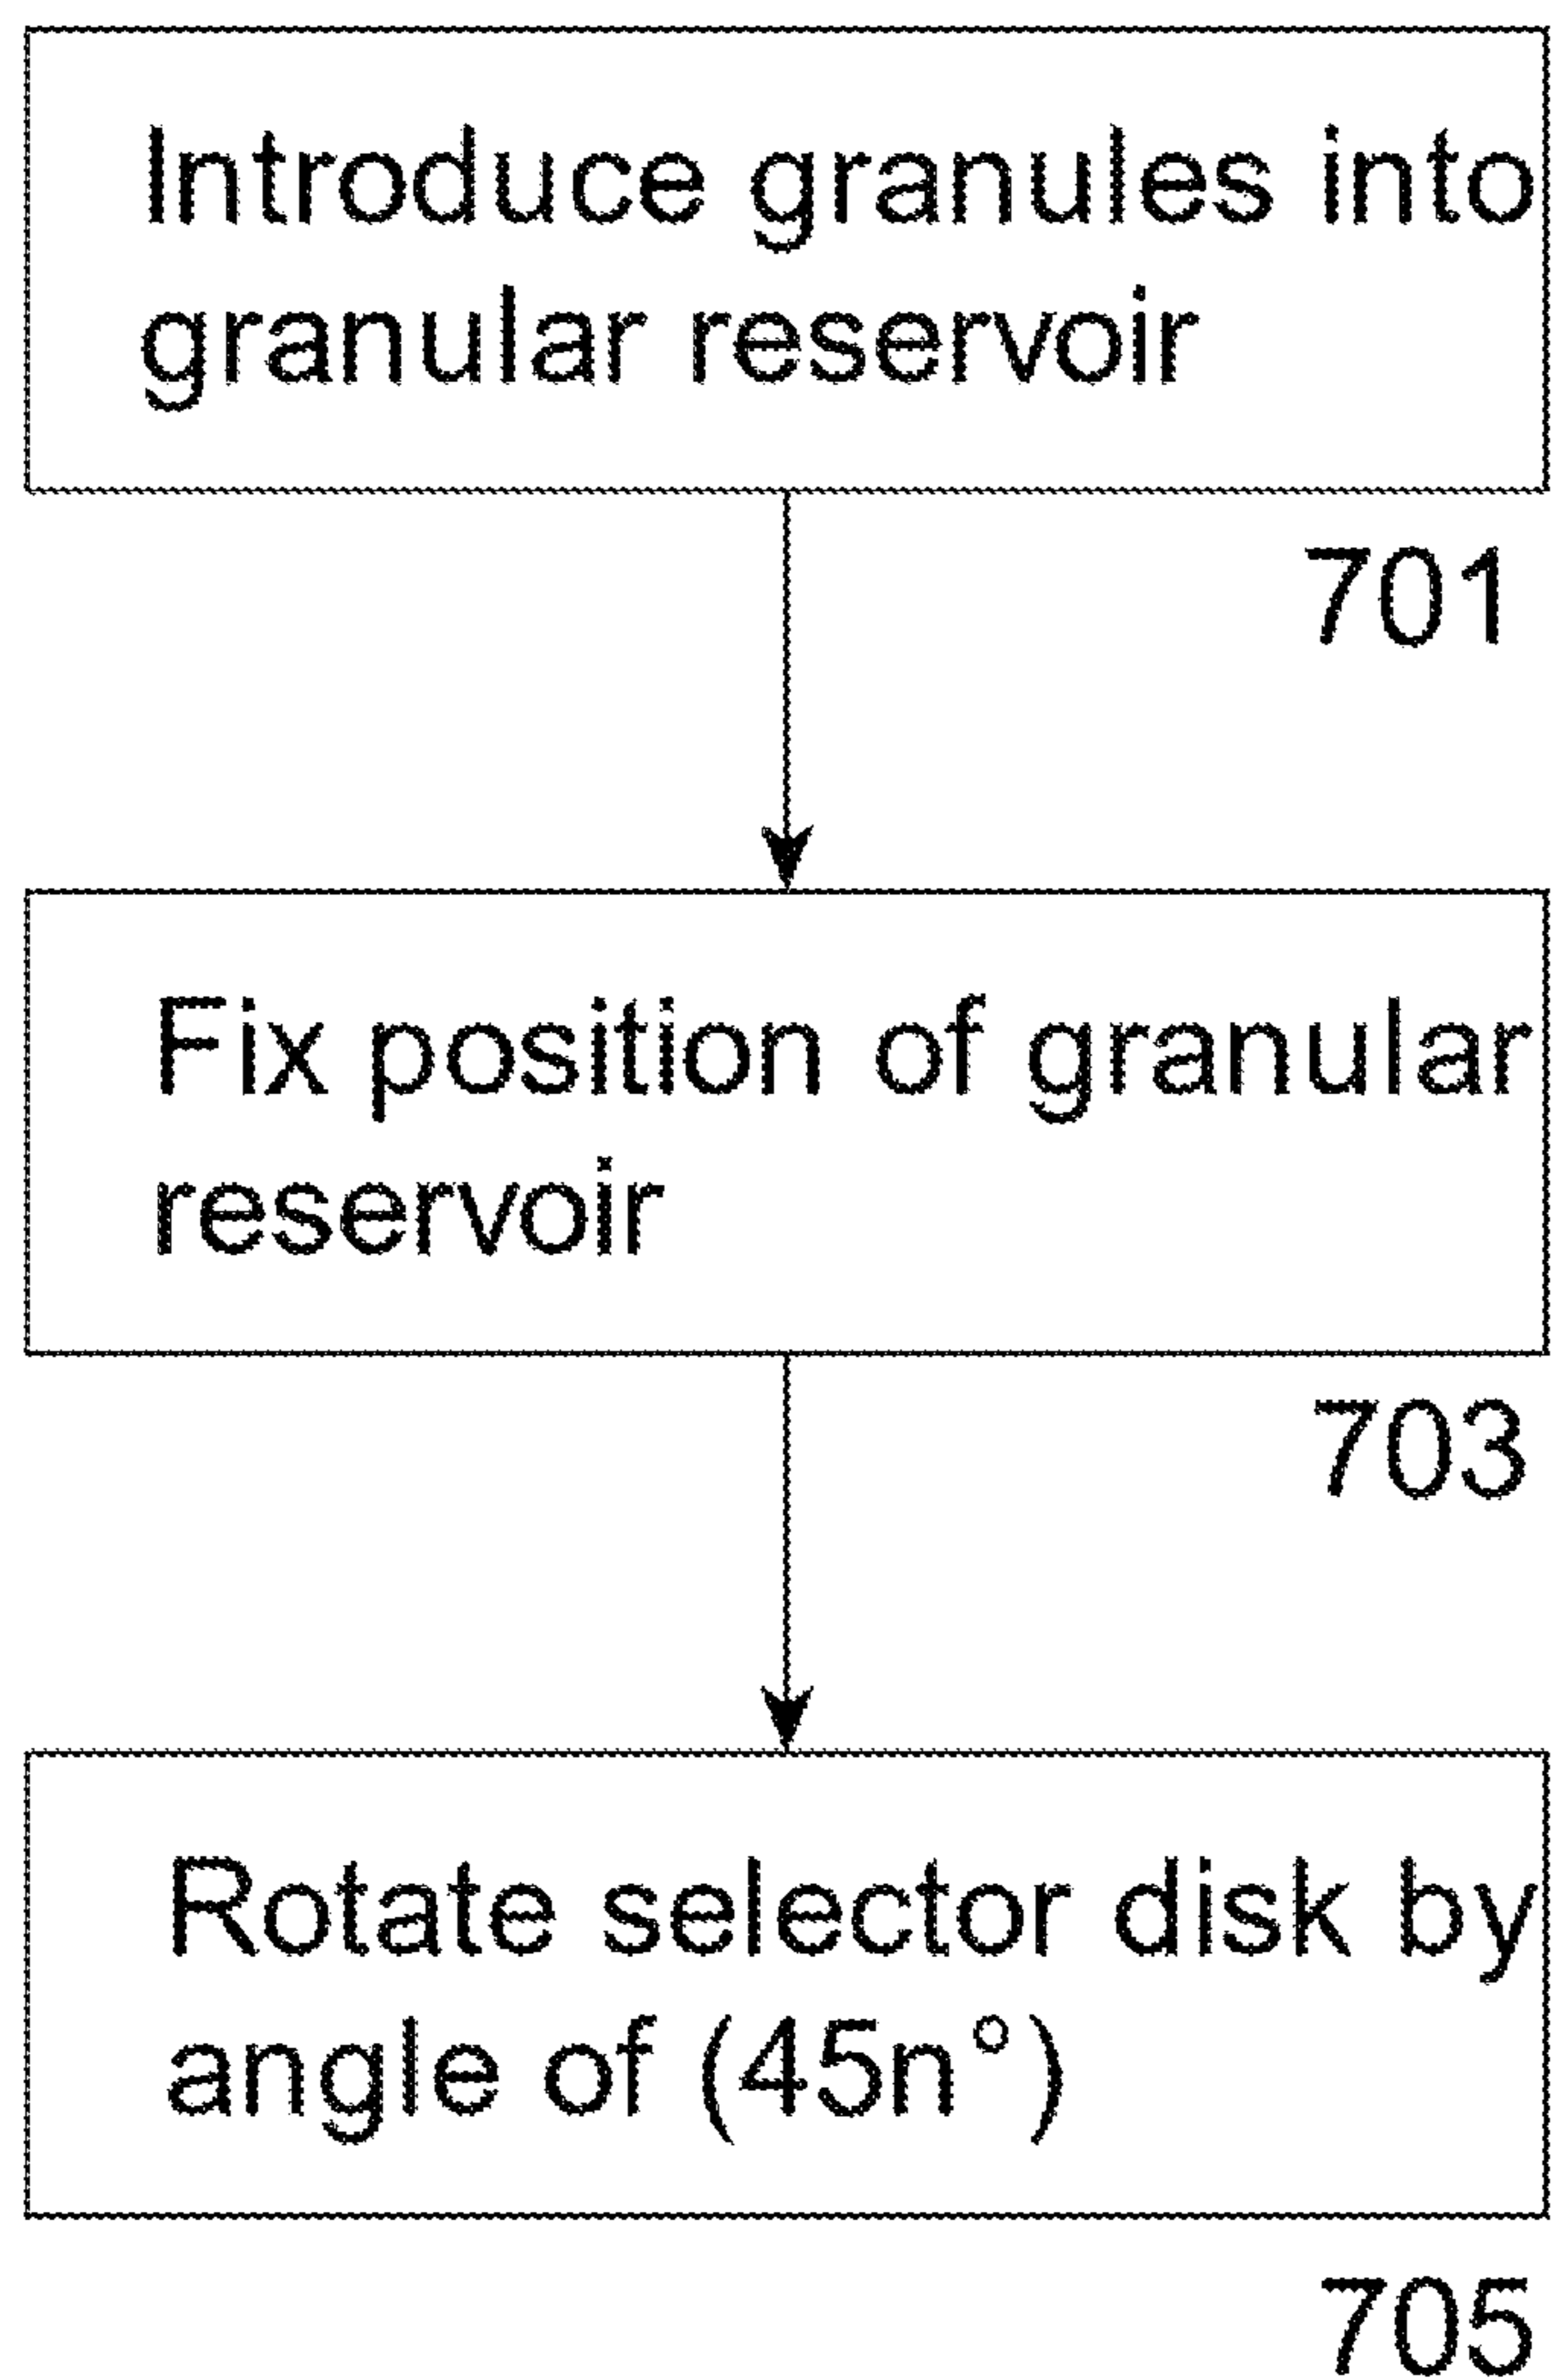 Introduce granules into
granular reservoir
701
Fix position of granular
reservoir
703
Rotate selector disk by
angle of (45n°)
705